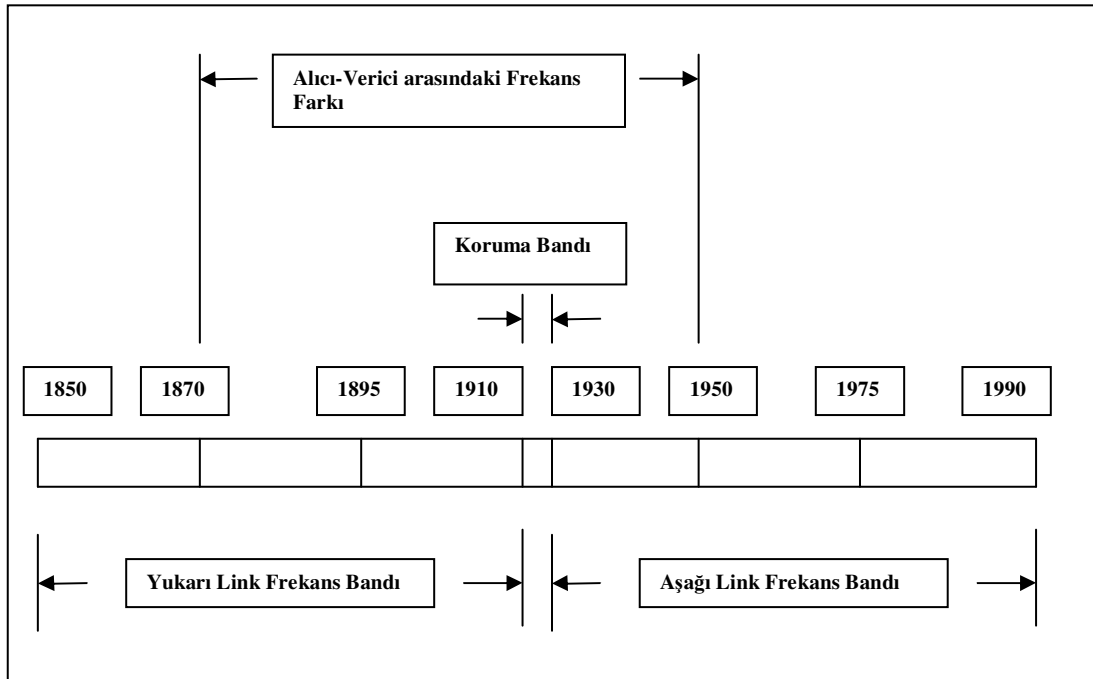 Alıcı-Verici arasındaki Frekans
Farkı
Koruma Bandı
1850 1870 1895 1910 1930 1950 1975 1990
Yukarı Link Frekans Bandı Aşağı Link Frekans Bandı